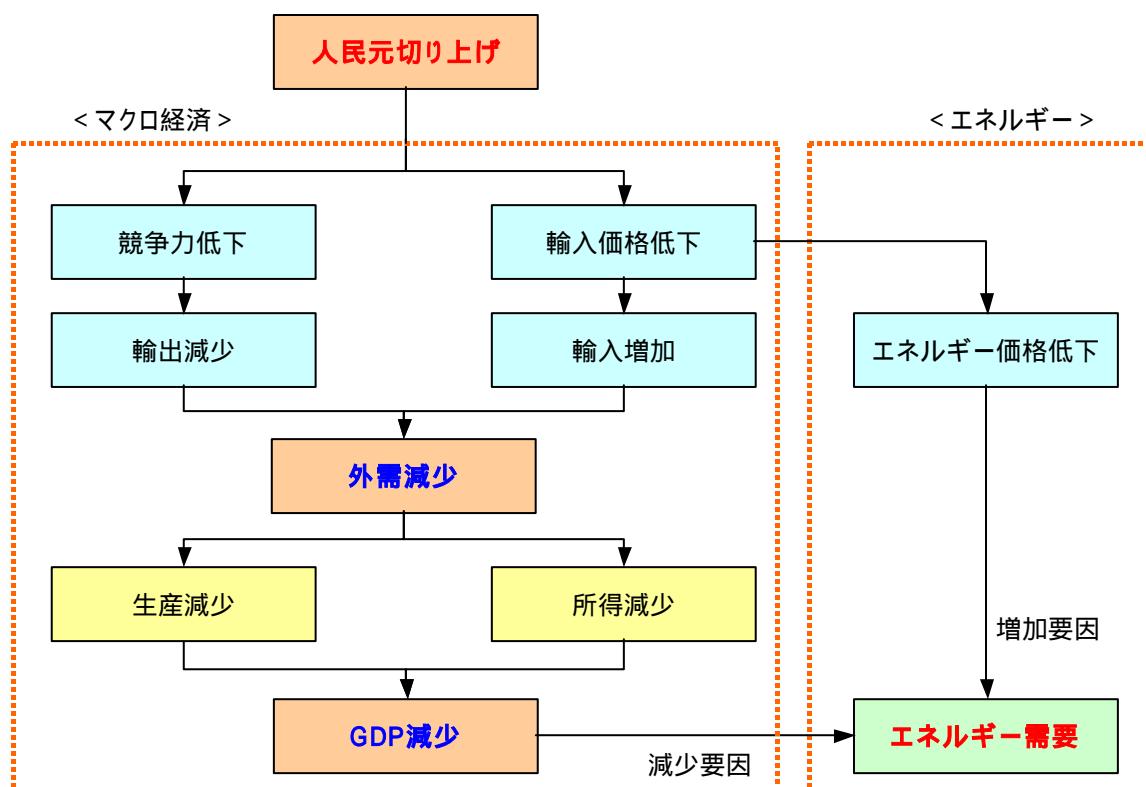 人民元切り上げ
<マクロ経済>
<エネルギー>
競争力低下
輸入価格低下
輸出減少
輸入増加
エネルギー価格低下
外需減少
生産減少
所得減少
増加要因
GDP減少
エネルギー需要
減少要因